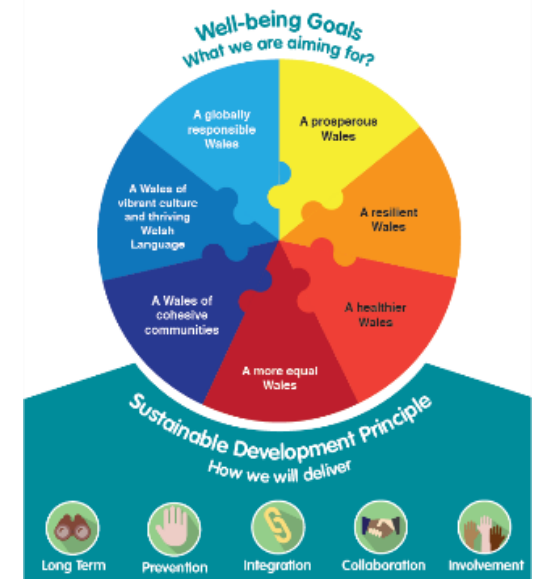 Well-being Goals
What we are aiming for?
A globally
responsible
Wales
A prosperous
Wales
A Wales of
vibrant culture
and thriving
Welsh
Language
A resilient
Wales
A Wales of
cohesive
communities
A healthier
Wales
A more equal
Wales
Sustainable Development Principle
How we will deliver
Long Term
Prevention
Integration
Collaboration
Involvement